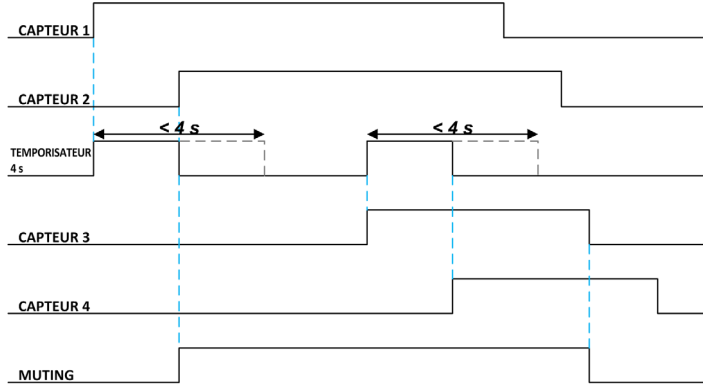 CAPTEUR 1
CAPTEUR 2
< 4 s
< 4 s
TEMPORISATEUR
4 s
CAPTEUR 3
CAPTEUR 4
MUTING